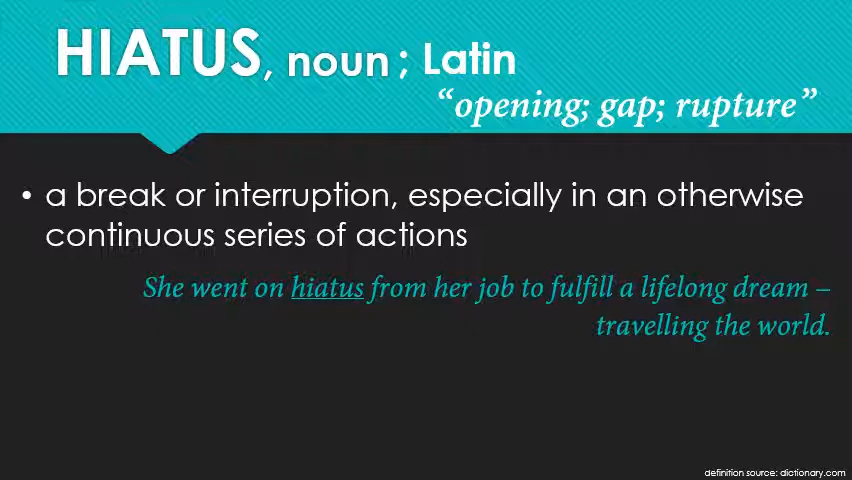 HIATUS, noun ; Latin
“opening; gap; rupture”
• a break or interruption, especially in an otherwise
continuous series of actions
She went on hiatus from her job to fulfill a lifelong dream –
travelling the world.
definition source: dictionary.com